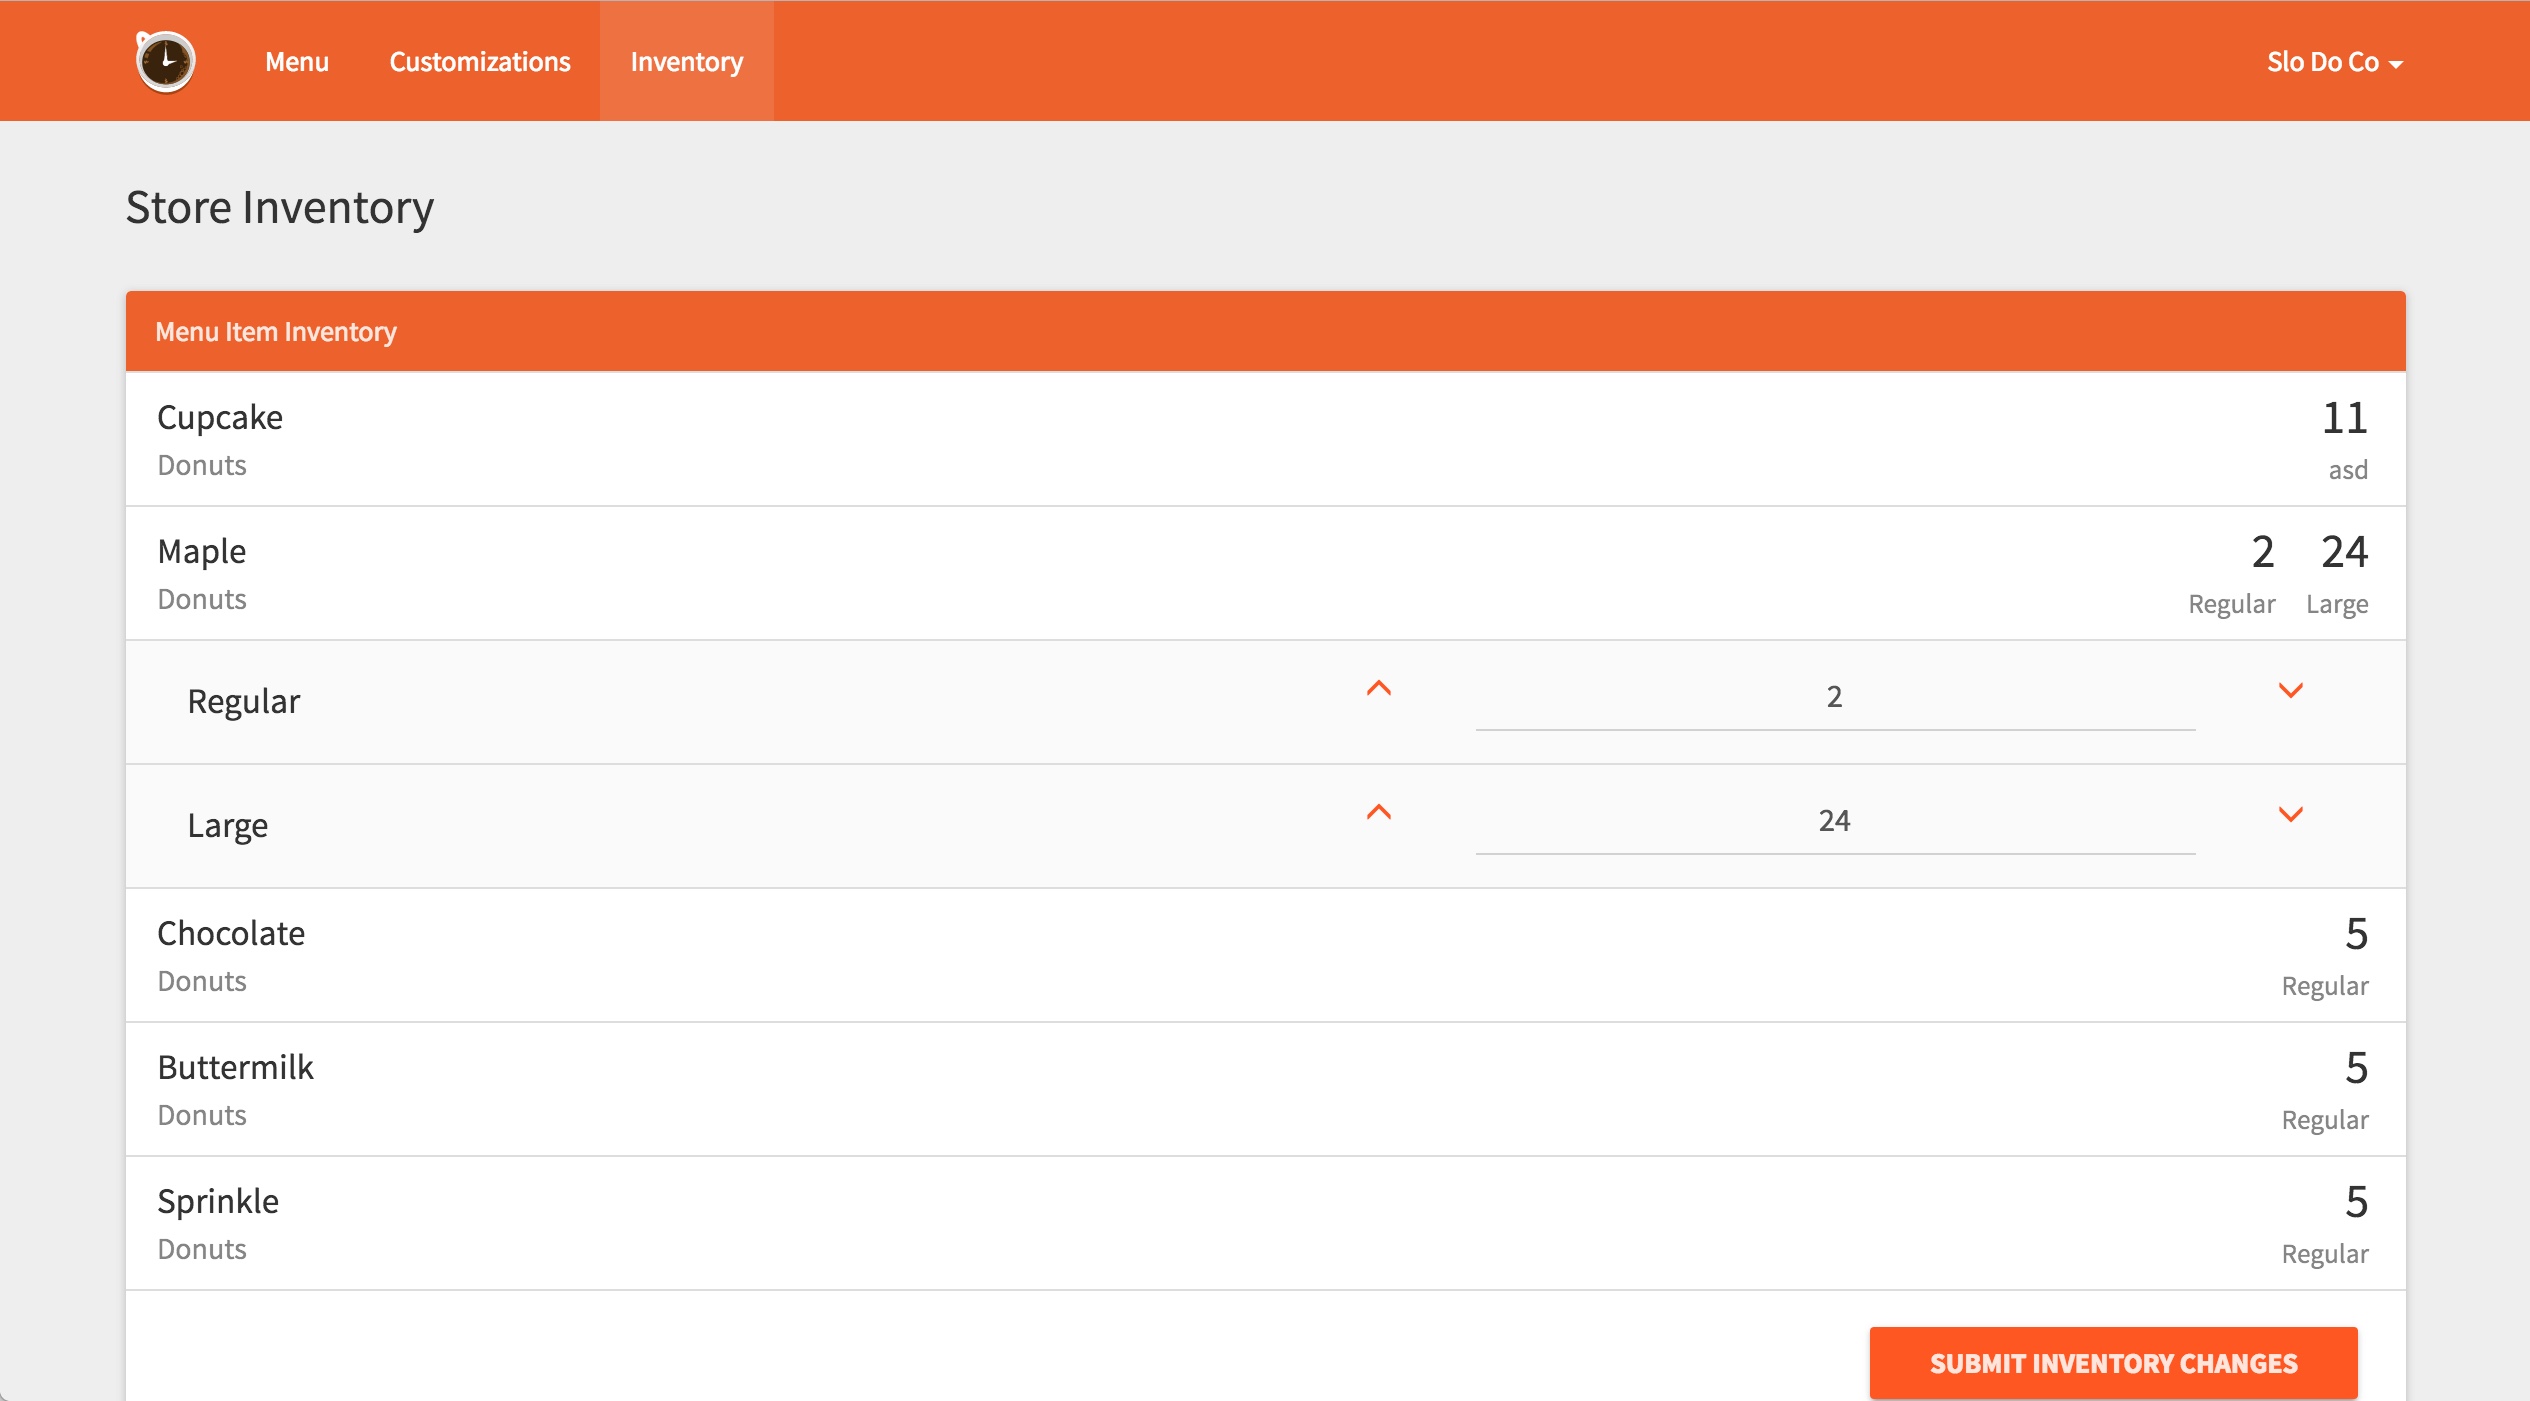 Menu Customizations Inventory Slo Do Co
Store Inventory
Menu Item Inventory
Cupcake 11
Donuts asd
Maple 2 24
Donuts Regular Large
Regular 2
Large 24
Chocolate 5
Donuts Regular
Buttermilk 5
Donuts Regular
Sprinkle 5
Donuts Regular
SUBMIT INVENTORY CHANGES